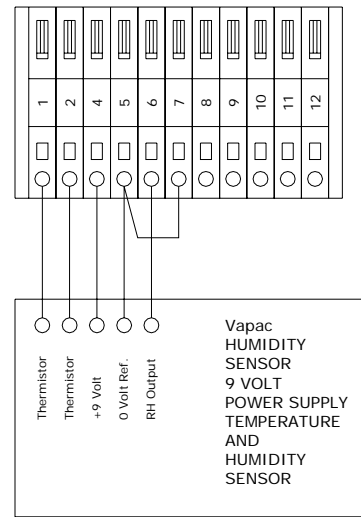 1 2 4 5 6 7 8 9 10 11 12
Thermistor
Thermistor
+9 Volt
0 Volt Ref.
RH Output
Vapac
HUMIDITY
SENSOR
9 VOLT
POWER SUPPLY
TEMPERATURE
AND
HUMIDITY
SENSOR